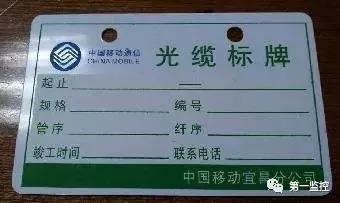 中国移动通信 光缆标牌
CHINA MOBILE
起止 ——
规格 编号
管序 纤序
竣工时间 联系电话
中国移动宜昌分公司
第一监控